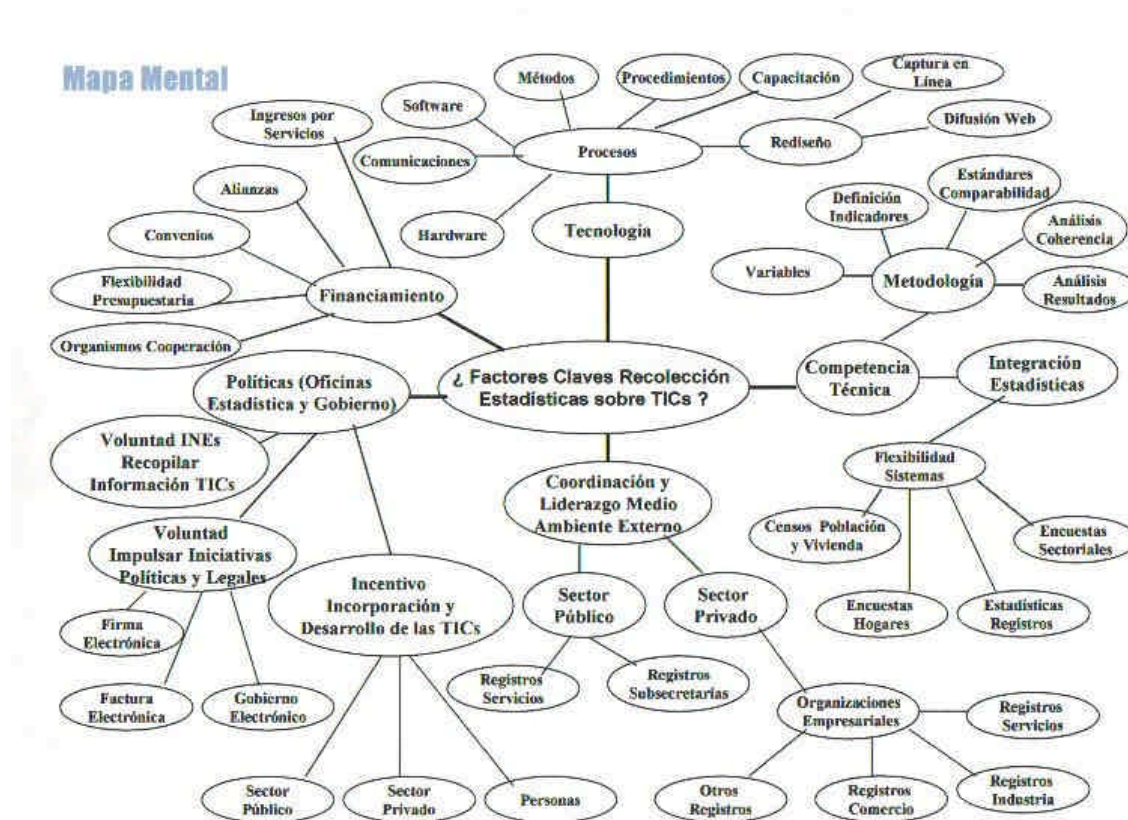 Mapa Mental
Ingresos por
Servicios
Software
Métodos
Procedimientos
Capacitación
Captura en
Línea
Difusión Web
Rediseño
Procesos
Comunicaciones
Hardware
Tecnología
Alianzas
Convenios
Flexibilidad
Presupuestaria
Organismos Cooperación
Financiamiento
Definición
Indicadores
Estándares
Comparabilidad
Análisis
Coherencia
Análisis
Resultados
Variables
Metodología
¿ Factores Claves Recolección
Estadísticas sobre TICs ?
Competencia
Técnica
Integración
Estadísticas
Políticas (Oficinas
Estadística y Gobierno)
Voluntad INEs
Recopilar
Información TICs
Voluntad
Impulsar Iniciativas
Políticas y Legales
Firma
Electrónica
Factura
Electrónica
Gobierno
Electrónico
Incentivo
Incorporación y
Desarrollo de las TICs
Sector
Público
Sector
Privado
Personas
Coordinación y
Liderazgo Medio
Ambiente Externo
Sector
Público
Sector
Privado
Registros
Servicios
Registros
Subsecretarías
Flexibilidad
Sistemas
Censos Población
y Vivienda
Encuestas
Sectoriales
Encuestas
Hogares
Estadísticas
Registros
Organizaciones
Empresariales
Registros
Servicios
Otros
Registros
Registros
Comercio
Registros
Industria